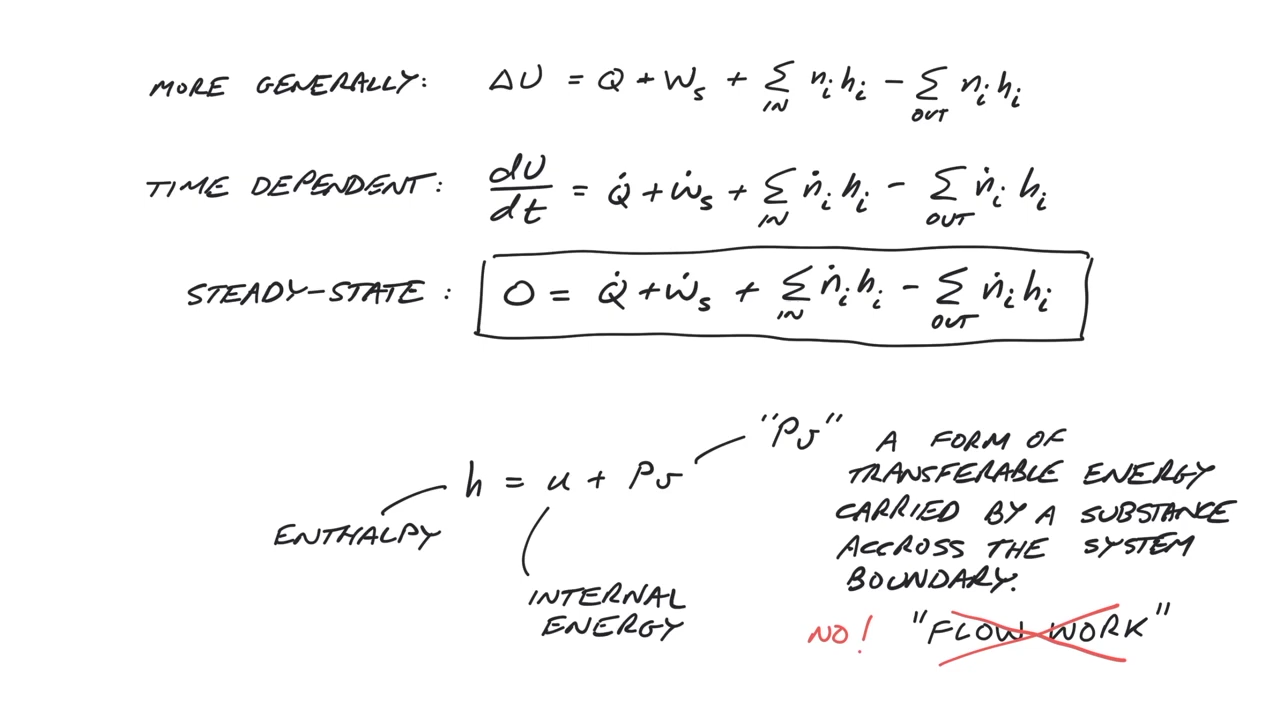 MORE GENERALLY: ΔU = Q + Ws + Σ IN ni hi − Σ OUT ni hi
TIME DEPENDENT: dU/dt = Q̇ + Ẇs + Σ IN ṅi hi − Σ OUT ṅi hi
STEADY-STATE: 0 = Q̇ + Ẇs + Σ IN ṅi hi − Σ OUT ṅi hi
"Pv" A FORM OF
TRANSFERABLE ENERGY
CARRIED BY A SUBSTANCE
ACCROSS THE SYSTEM
BOUNDARY.
h = u + Pv
ENTHALPY
INTERNAL
ENERGY
NO! "FLOW WORK"